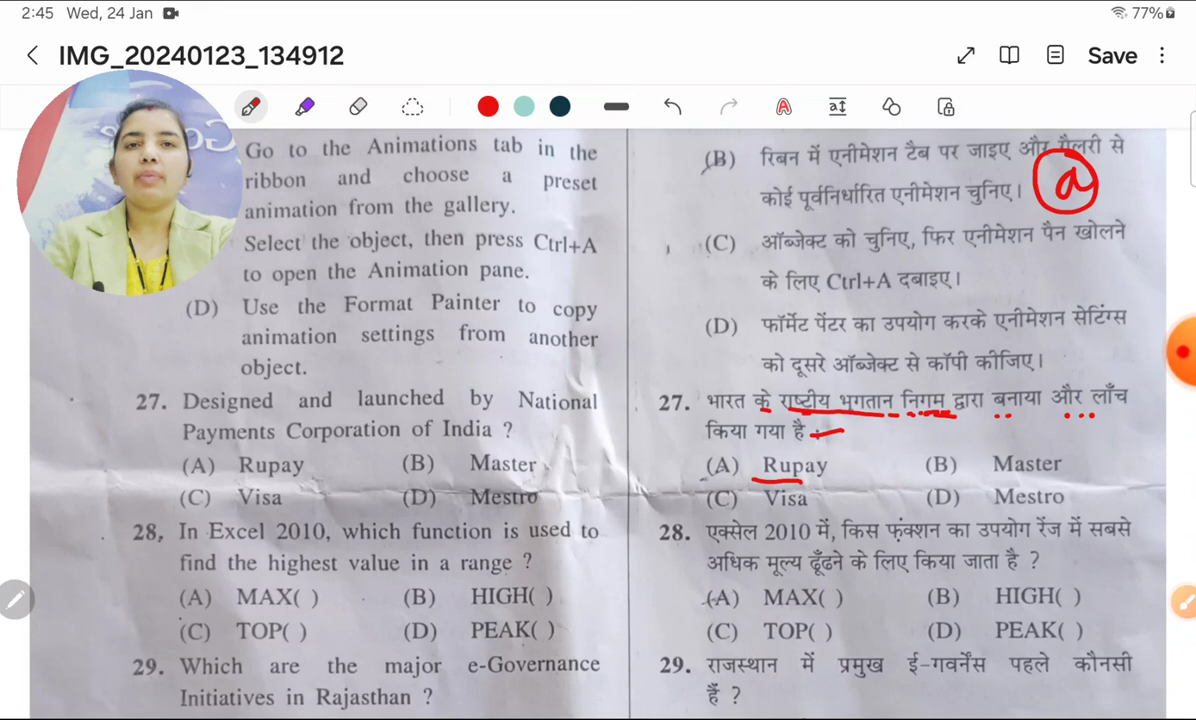 2:45 Wed, 24 Jan
77%
IMG_20240123_134912
Save
Go to the Animations tab in the
ribbon and choose a preset
animation from the gallery.
Select the object, then press Ctrl+A
to open the Animation pane.
(D) Use the Format Painter to copy
animation settings from another
object.
27. Designed and launched by National
Payments Corporation of India ?
(A) Rupay (B) Master
(C) Visa (D) Mestro
28, In Excel 2010, which function is used to
find the highest value in a range ?
(A) MAX( ) (B) HIGH( )
(C) TOP( ) (D) PEAK( )
29. Which are the major e-Governance
Initiatives in Rajasthan ?
(B) रिबन में एनीमेशन टैब पर जाइए और गैलरी से
कोई पूर्वनिर्धारित एनीमेशन चुनिए।
a
(C) ऑब्जेक्ट को चुनिए, फिर एनीमेशन पैन खोलने
के लिए Ctrl+A दबाइए।
(D) फॉर्मेट पेंटर का उपयोग करके एनीमेशन सेटिंग्स
को दूसरे ऑब्जेक्ट से कॉपी कीजिए।
27. भारत के राष्टीय भुगतान निगम द्वारा बनाया और लाँच
किया गया है
(A) Rupay (B) Master
(C) Visa (D) Mestro
28. एक्सेल 2010 में, किस फ़ंक्शन का उपयोग रेंज में सबसे
अधिक मूल्य ढूँढने के लिए किया जाता है ?
(A) MAX( ) (B) HIGH( )
(C) TOP( ) (D) PEAK( )
29. राजस्थान में प्रमुख ई-गवर्नेंस पहले कौनसी
हैं ?